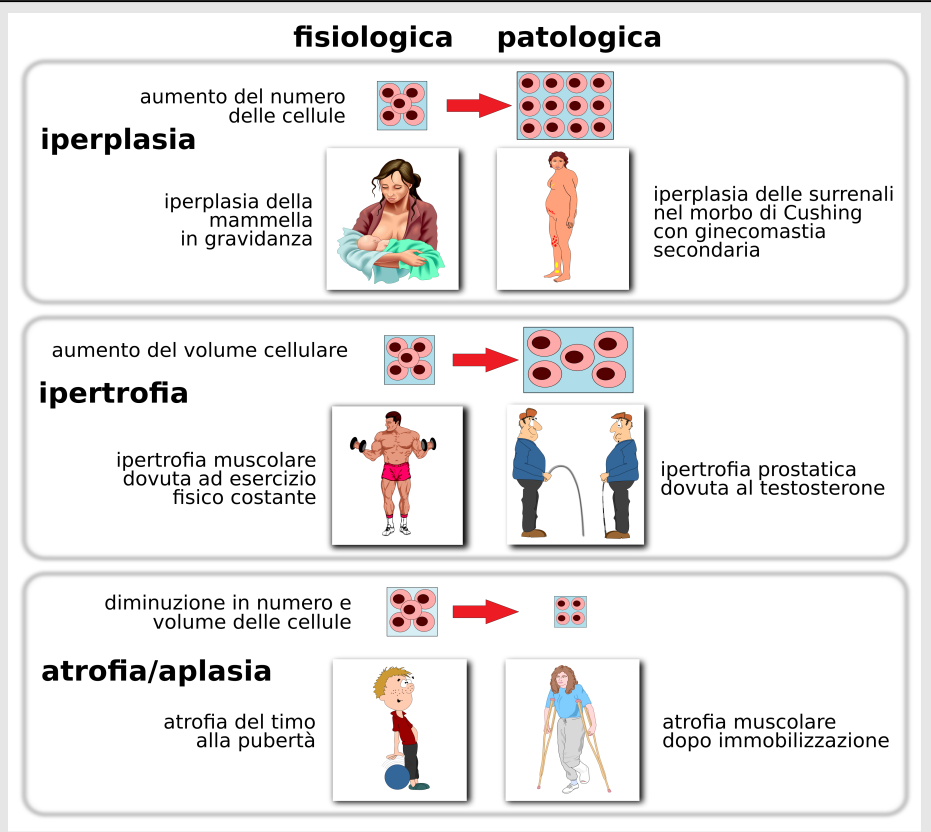 fisiologica patologica
aumento del numero
delle cellule
iperplasia
iperplasia della
mammella
in gravidanza
iperplasia delle surrenali
nel morbo di Cushing
con ginecomastia
secondaria
aumento del volume cellulare
ipertrofia
ipertrofia muscolare
dovuta ad esercizio
fisico costante
ipertrofia prostatica
dovuta al testosterone
diminuzione in numero e
volume delle cellule
atrofia/aplasia
atrofia del timo
alla pubertà
atrofia muscolare
dopo immobilizzazione